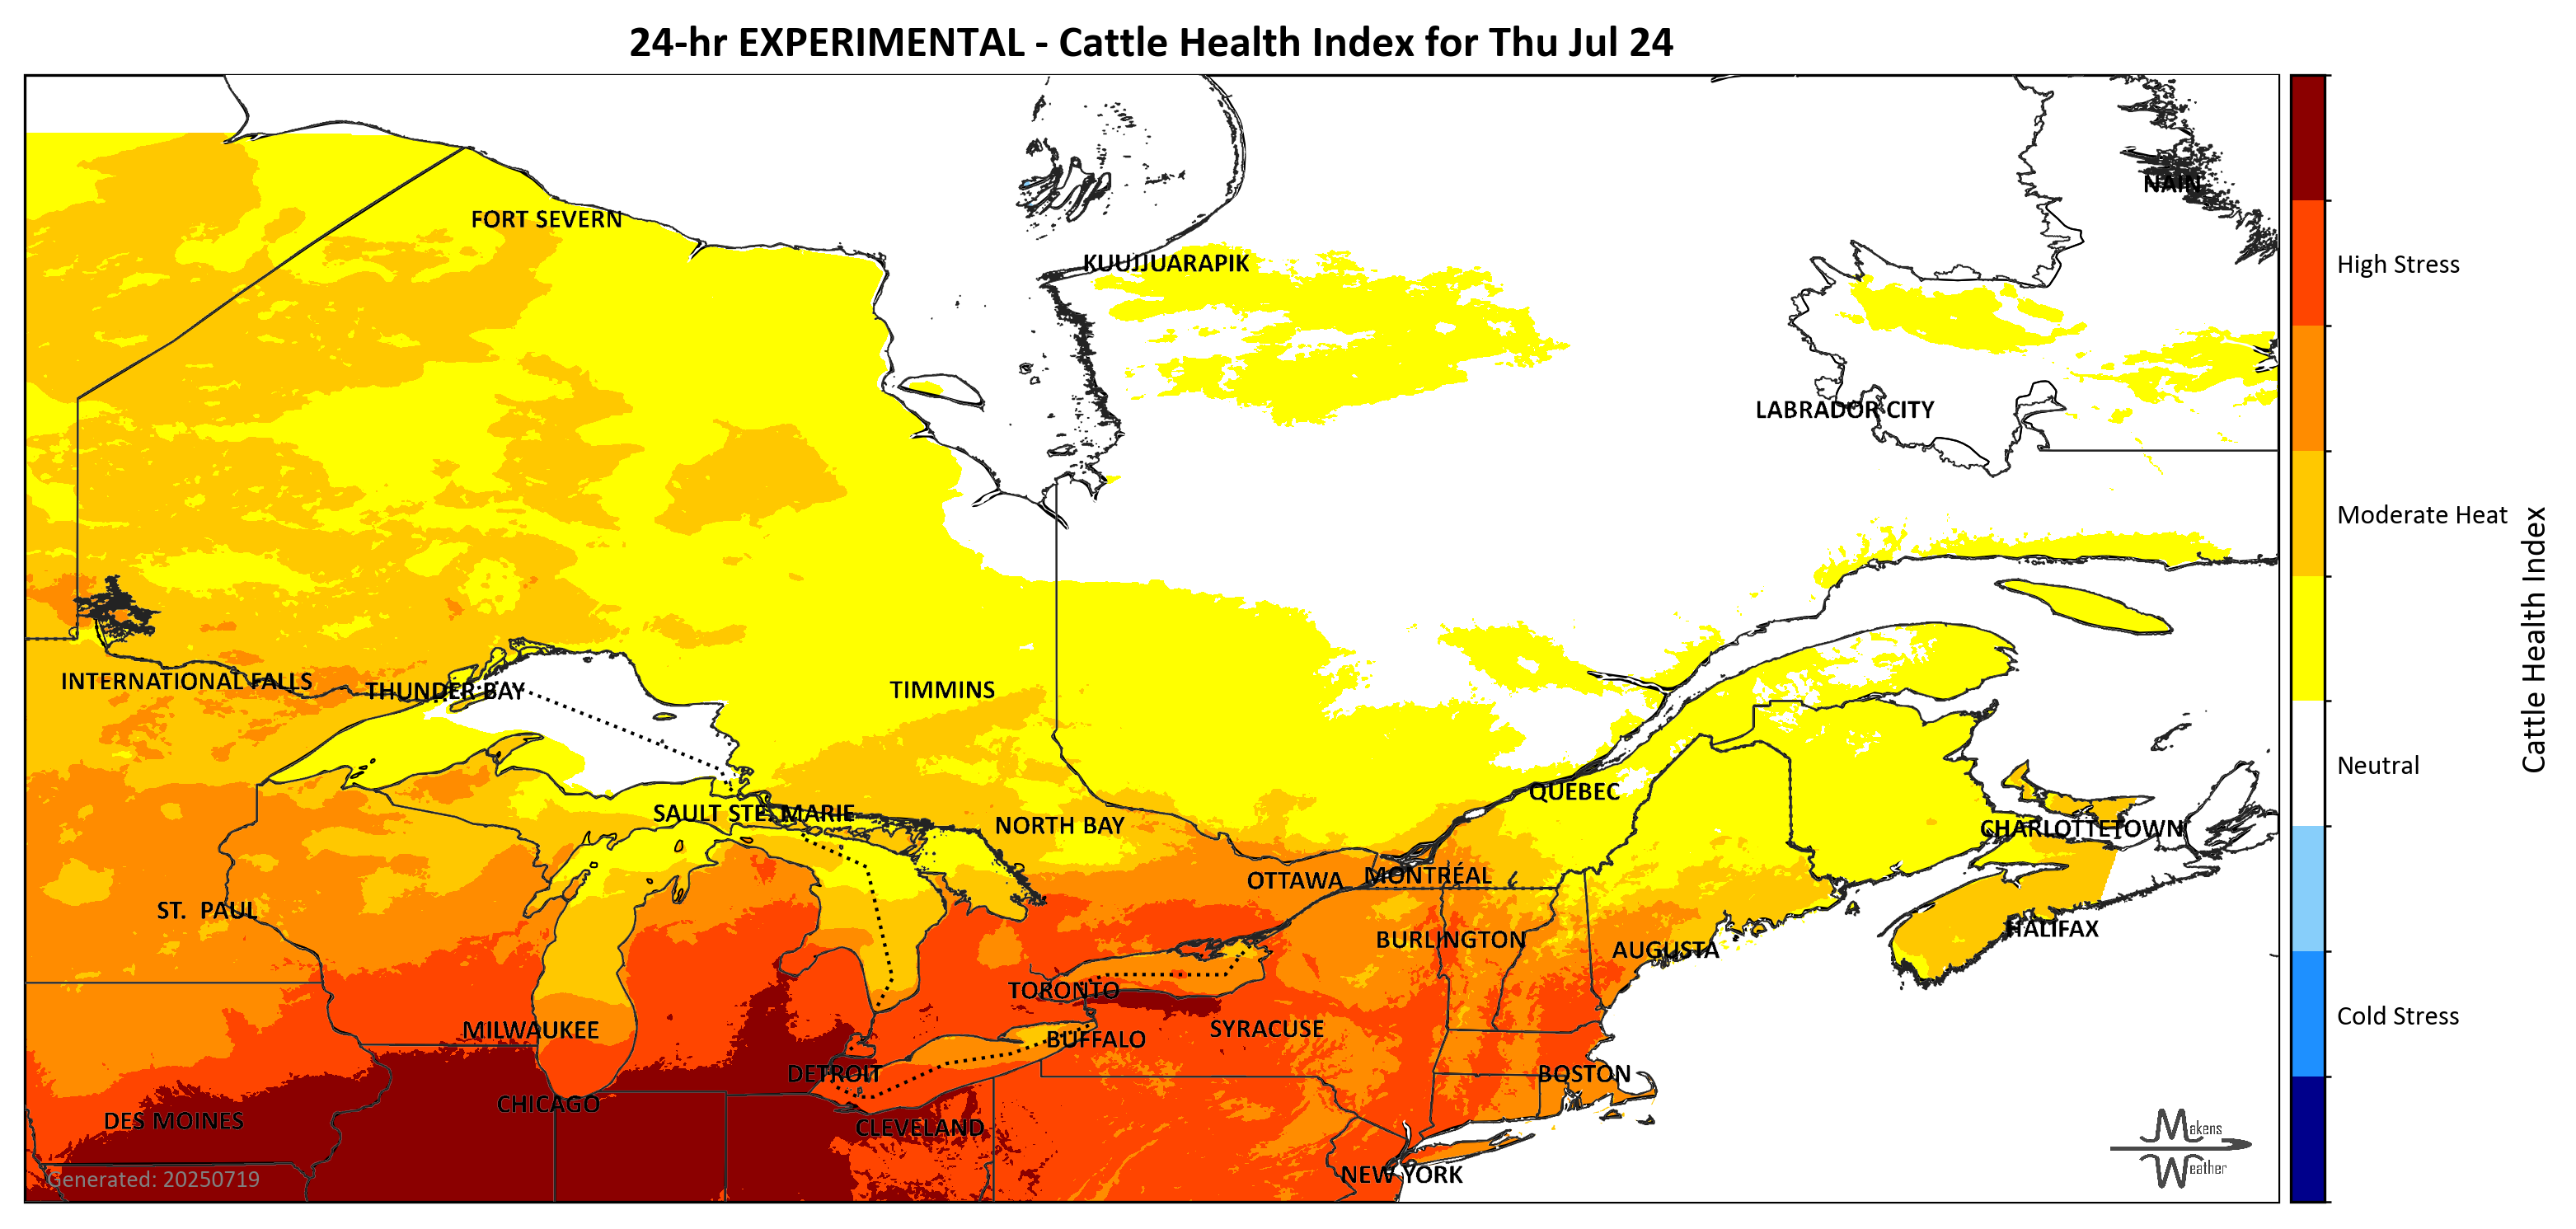 24-hr EXPERIMENTAL - Cattle Health Index for Thu Jul 24
NAIN
FORT SEVERN
KUUJJUARAPIK
High Stress
LABRADOR CITY
Moderate Heat
Cattle Health Index
INTERNATIONAL FALLS
THUNDER BAY
TIMMINS
Neutral
QUEBEC
SAULT STE. MARIE
NORTH BAY
CHARLOTTETOWN
OTTAWA
MONTRÉAL
ST. PAUL
HALIFAX
BURLINGTON
AUGUSTA
TORONTO
Cold Stress
MILWAUKEE
SYRACUSE
BUFFALO
DETROIT
BOSTON
CHICAGO
DES MOINES
CLEVELAND
Makens
Weather
NEW YORK
Generated: 20250719